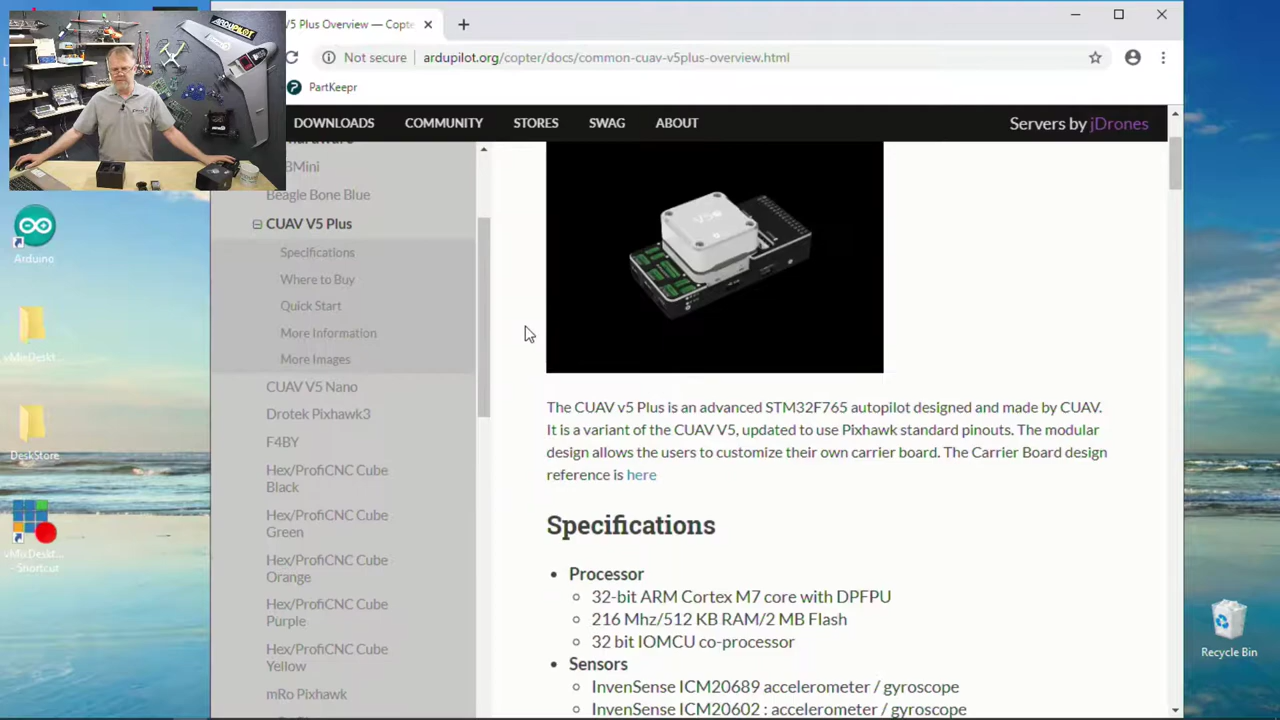 V5 Plus Overview — Copte
Not secure
ardupilot.org/copter/docs/common-cuav-v5plus-overview.html
PartKeepr
ARDUPILOT
DOWNLOADS
COMMUNITY
STORES
SWAG
ABOUT
Servers by jDrones
BMini
Beagle Bone Blue
CUAV V5 Plus
Specifications
Where to Buy
Quick Start
More Information
More Images
CUAV V5 Nano
Drotek Pixhawk3
F4BY
Hex/ProfiCNC Cube
Black
Hex/ProfiCNC Cube
Green
Hex/ProfiCNC Cube
Orange
Hex/ProfiCNC Cube
Purple
Hex/ProfiCNC Cube
Yellow
mRo Pixhawk
The CUAV v5 Plus is an advanced STM32F765 autopilot designed and made by CUAV.
It is a variant of the CUAV V5, updated to use Pixhawk standard pinouts. The modular
design allows the users to customize their own carrier board. The Carrier Board design
reference is here
Specifications
Processor
32-bit ARM Cortex M7 core with DPFPU
216 Mhz/512 KB RAM/2 MB Flash
32 bit IOMCU co-processor
Sensors
InvenSense ICM20689 accelerometer / gyroscope
InvenSense ICM20602 : accelerometer / gyroscope
Arduino
vMixDeskt...
DeskStore
vMixDeskt...
- Shortcut
Recycle Bin